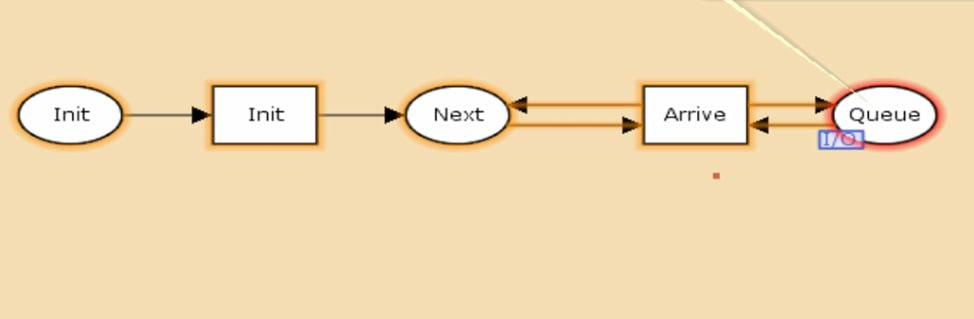 Init
Init
Next
Arrive
Queue
I/O